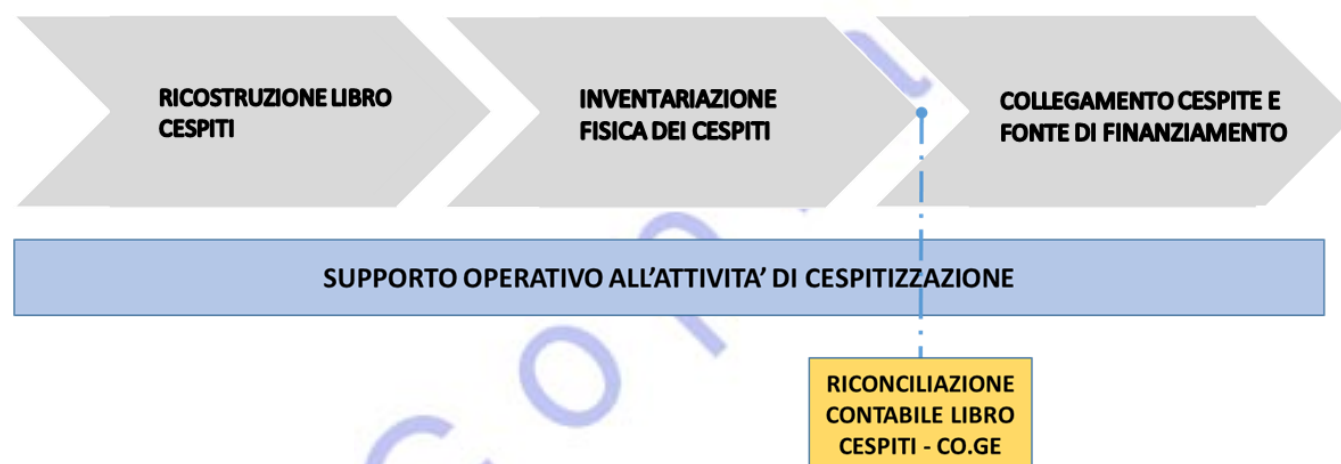 RICOSTRUZIONE LIBRO
CESPITI
INVENTARIAZIONE
FISICA DEI CESPITI
COLLEGAMENTO CESPITE E
FONTE DI FINANZIAMENTO
SUPPORTO OPERATIVO ALL'ATTIVITA' DI CESPITIZZAZIONE
RICONCILIAZIONE
CONTABILE LIBRO
CESPITI - CO.GE